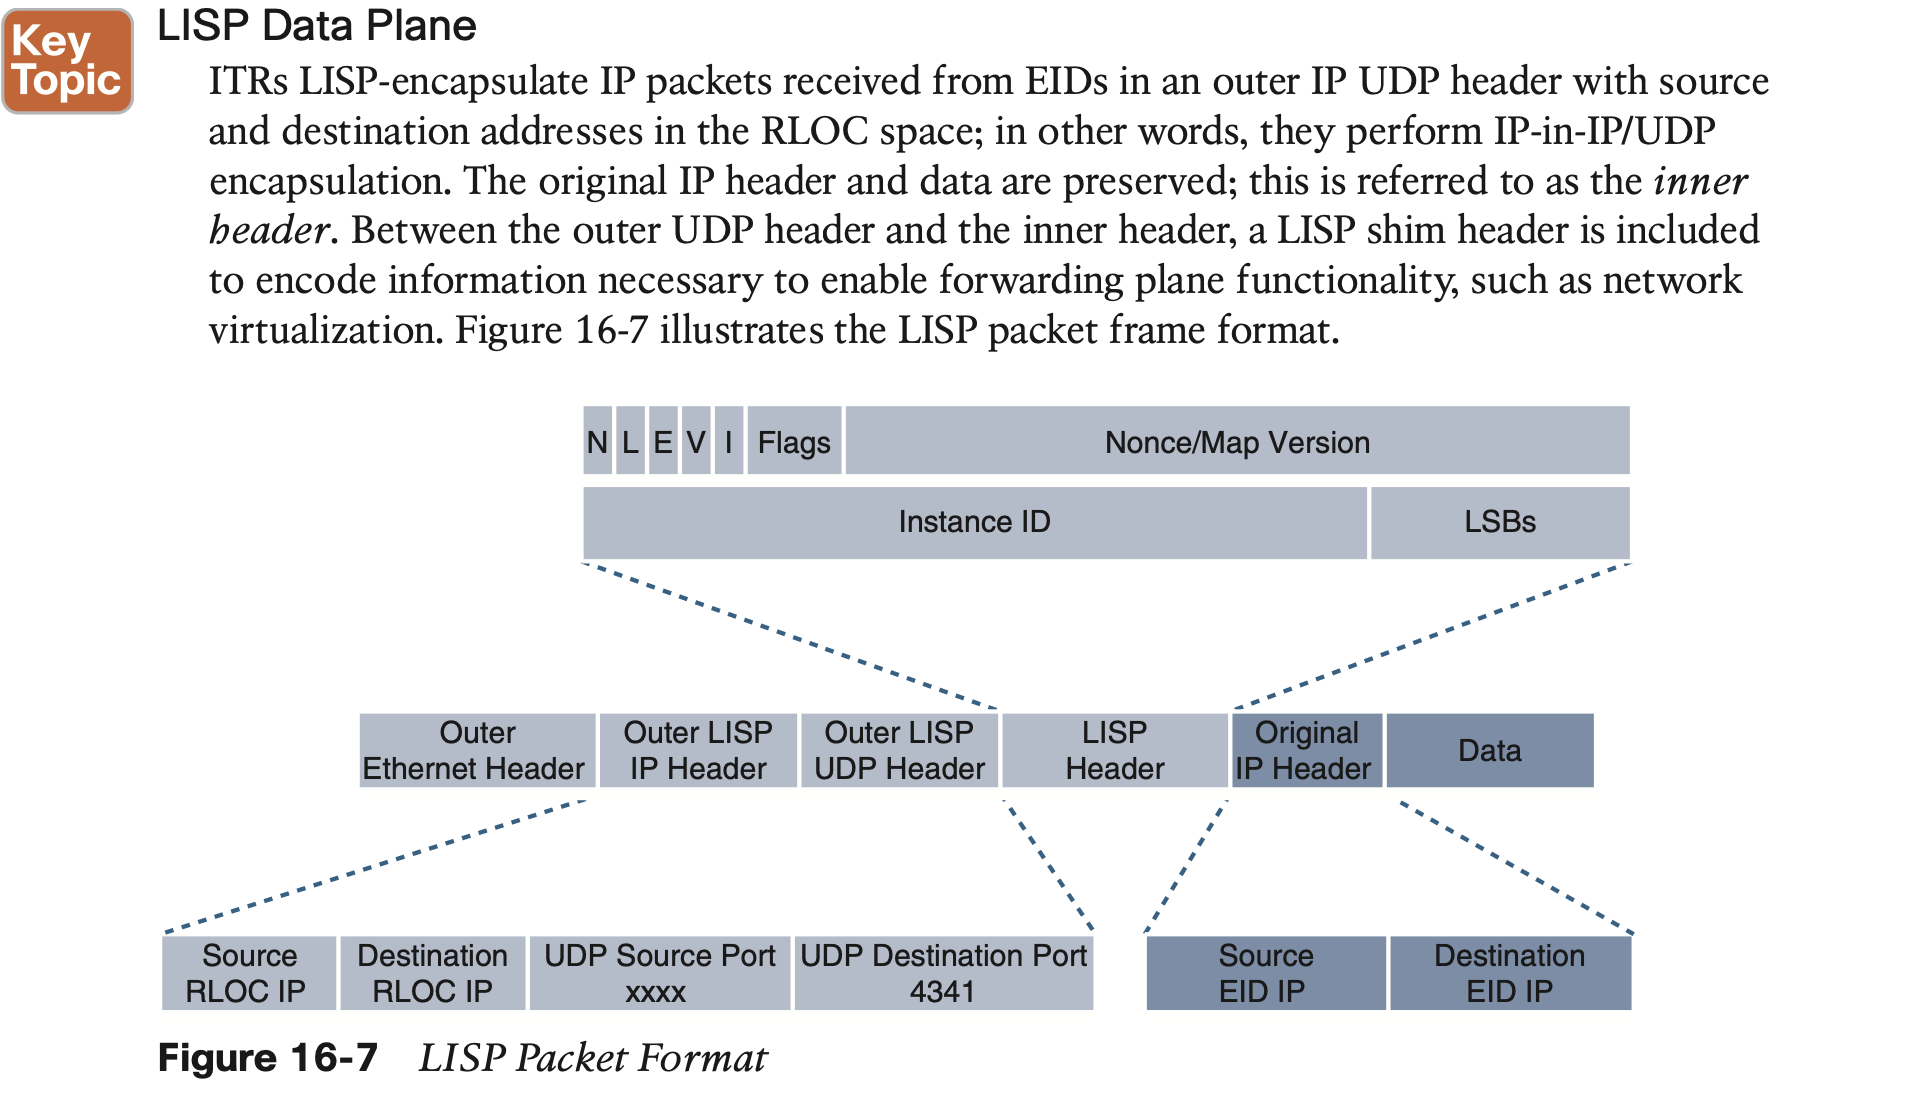 Key
Topic
LISP Data Plane
ITRs LISP-encapsulate IP packets received from EIDs in an outer IP UDP header with source
and destination addresses in the RLOC space; in other words, they perform IP-in-IP/UDP
encapsulation. The original IP header and data are preserved; this is referred to as the inner
header. Between the outer UDP header and the inner header, a LISP shim header is included
to encode information necessary to enable forwarding plane functionality, such as network
virtualization. Figure 16-7 illustrates the LISP packet frame format.
N L E V I Flags Nonce/Map Version
Instance ID LSBs
Outer
Ethernet Header
Outer LISP
IP Header
Outer LISP
UDP Header
LISP
Header
Original
IP Header
Data
Source
RLOC IP
Destination
RLOC IP
UDP Source Port
xxxx
UDP Destination Port
4341
Source
EID IP
Destination
EID IP
Figure 16-7 LISP Packet Format